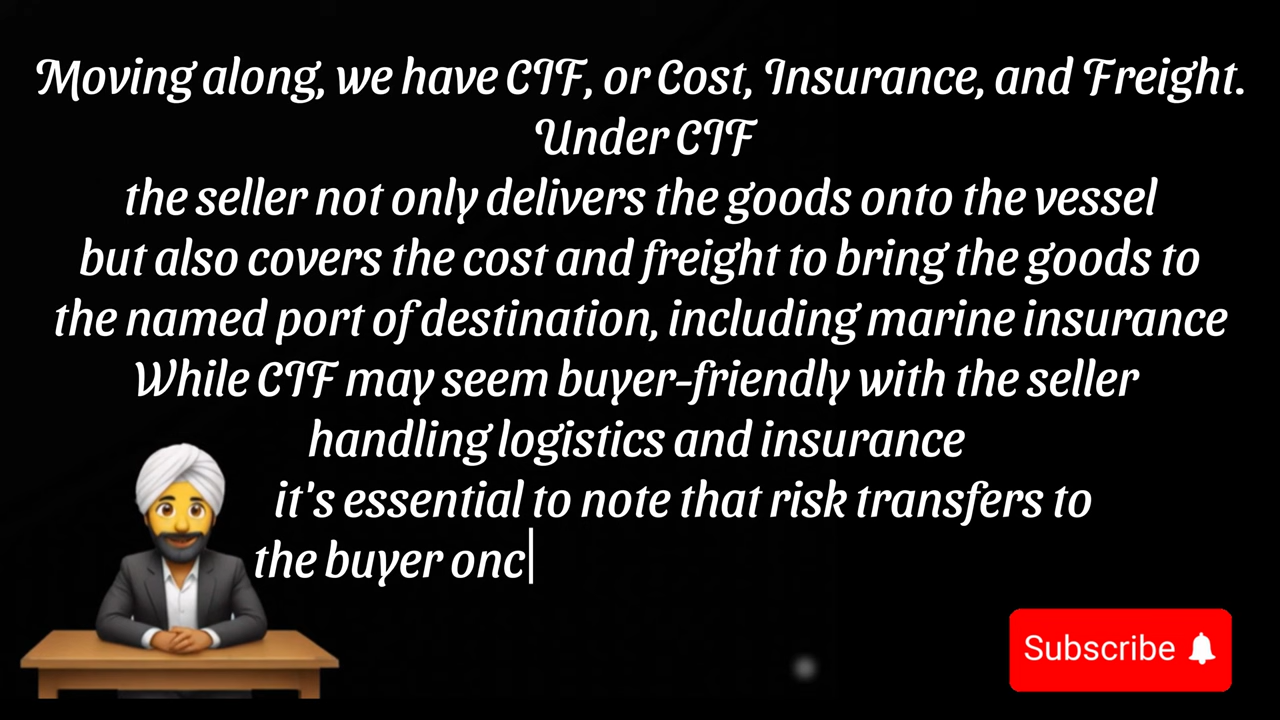 Moving along, we have CIF, or Cost, Insurance, and Freight.
Under CIF
the seller not only delivers the goods onto the vessel
but also covers the cost and freight to bring the goods to
the named port of destination, including marine insurance
While CIF may seem buyer-friendly with the seller
handling logistics and insurance
it's essential to note that risk transfers to
the buyer onc
Subscribe